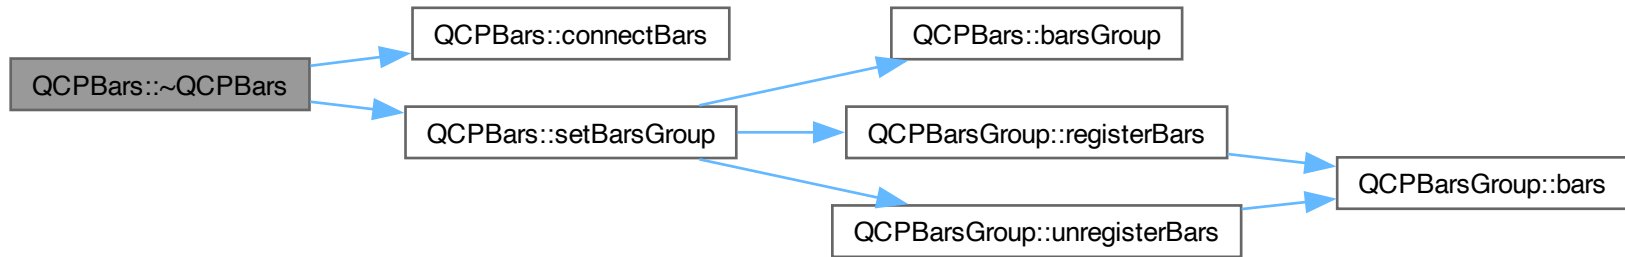 QCPBars::~QCPBars
QCPBars::connectBars
QCPBars::setBarsGroup
QCPBars::barsGroup
QCPBarsGroup::registerBars
QCPBarsGroup::unregisterBars
QCPBarsGroup::bars